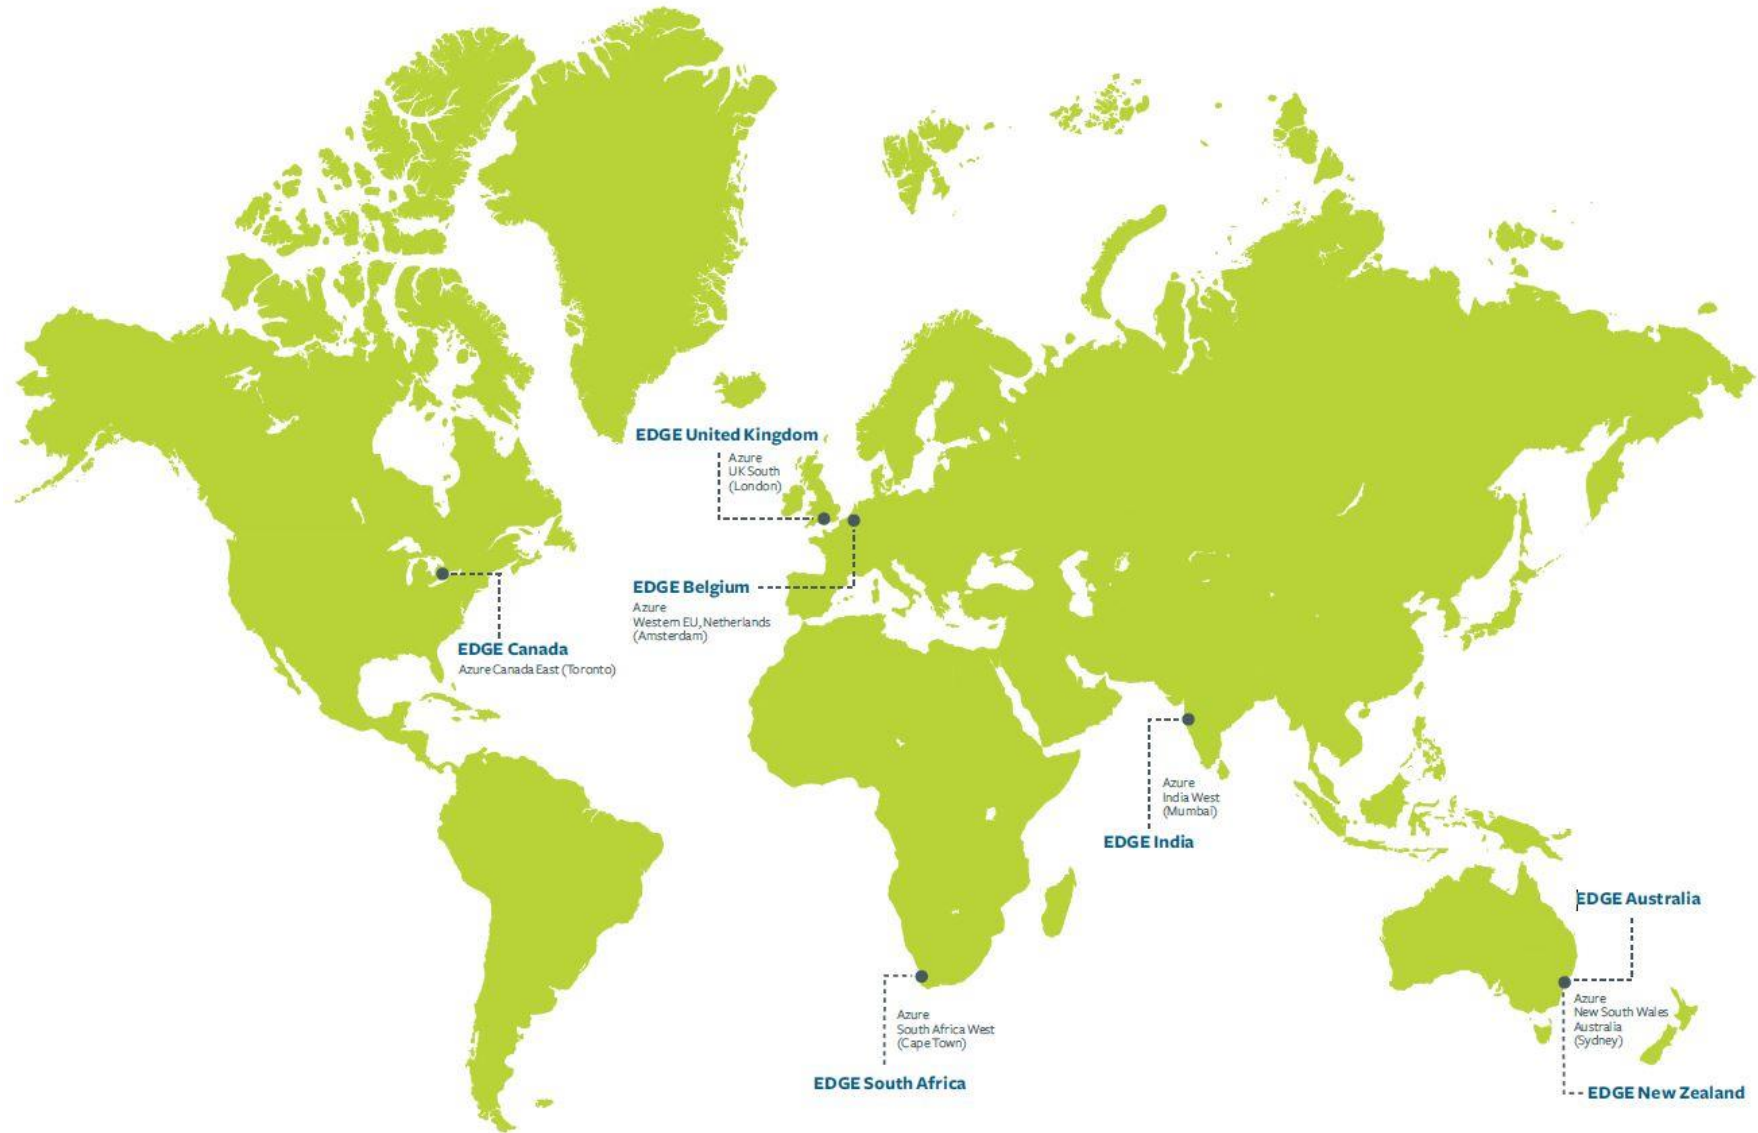 EDGE United Kingdom
Azure
UK South
(London)
EDGE Belgium
Azure
Western EU, Netherlands
(Amsterdam)
EDGE Canada
Azure Canada East (Toronto)
Azure
India West
(Mumbai)
EDGE India
EDGE Australia
Azure
New South Wales
Australia
(Sydney)
Azure
South Africa West
(Cape Town)
EDGE South Africa
EDGE New Zealand